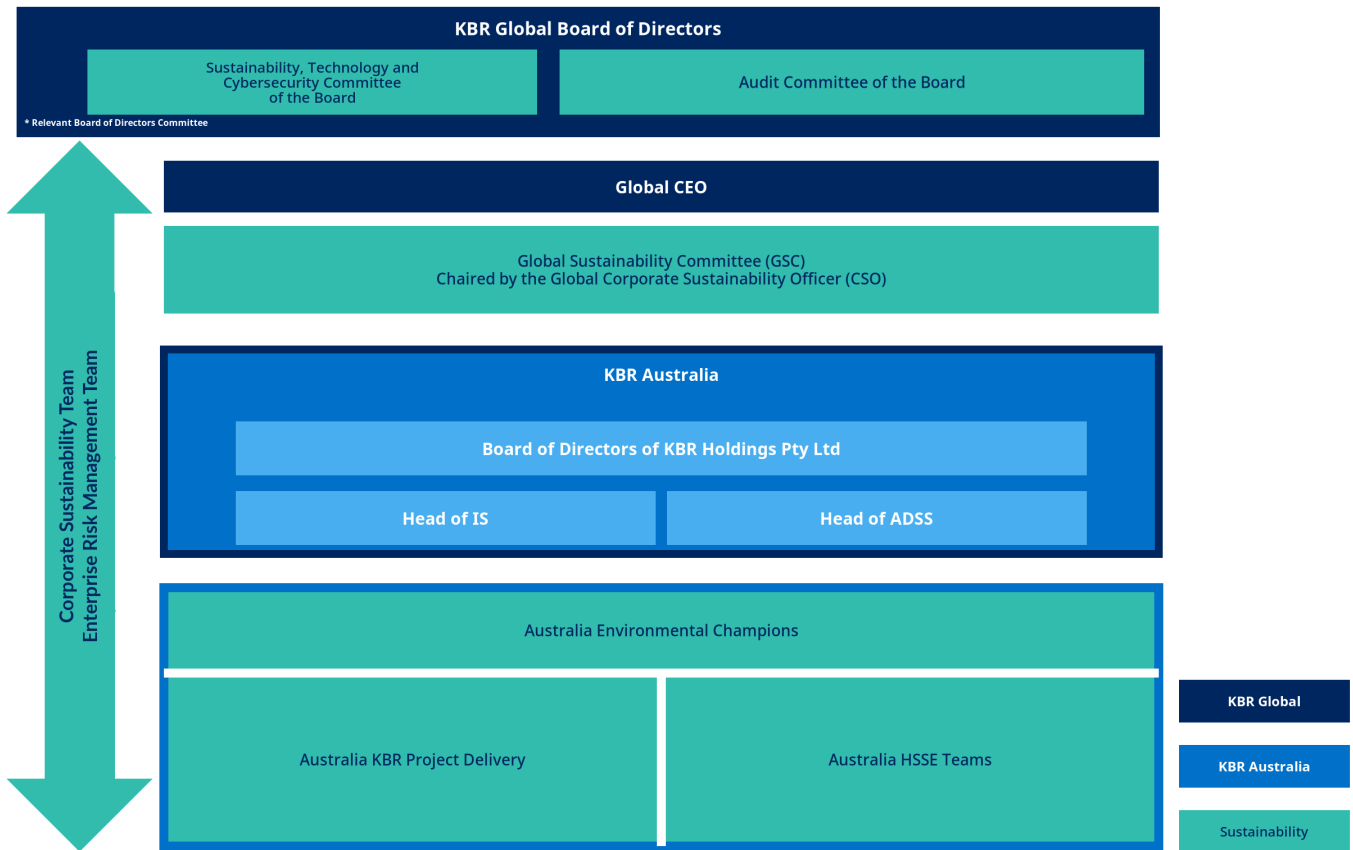 KBR Global Board of Directors
Sustainability, Technology and
Cybersecurity Committee
of the Board
Audit Committee of the Board
* Relevant Board of Directors Committee
Global CEO
Global Sustainability Committee (GSC)
Chaired by the Global Corporate Sustainability Officer (CSO)
Corporate Sustainability Team
Enterprise Risk Management Team
KBR Australia
Board of Directors of KBR Holdings Pty Ltd
Head of IS
Head of ADSS
Australia Environmental Champions
Australia KBR Project Delivery
Australia HSSE Teams
KBR Global
KBR Australia
Sustainability